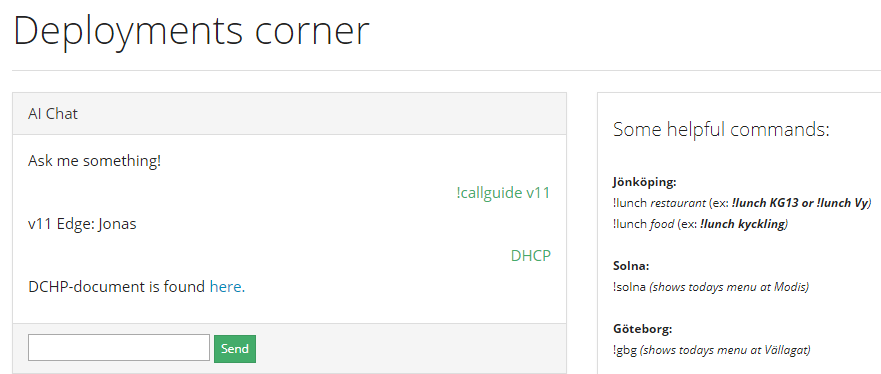 Deployments corner
AI Chat
Ask me something!
!callguide v11
v11 Edge: Jonas
DHCP
DCHP-document is found here.
Send
Some helpful commands:
Jönköping:
!lunch restaurant (ex: !lunch KG13 or !lunch Vy)
!lunch food (ex: !lunch kyckling)
Solna:
!solna (shows todays menu at Modis)
Göteborg:
!gbg (shows todays menu at Vällagat)